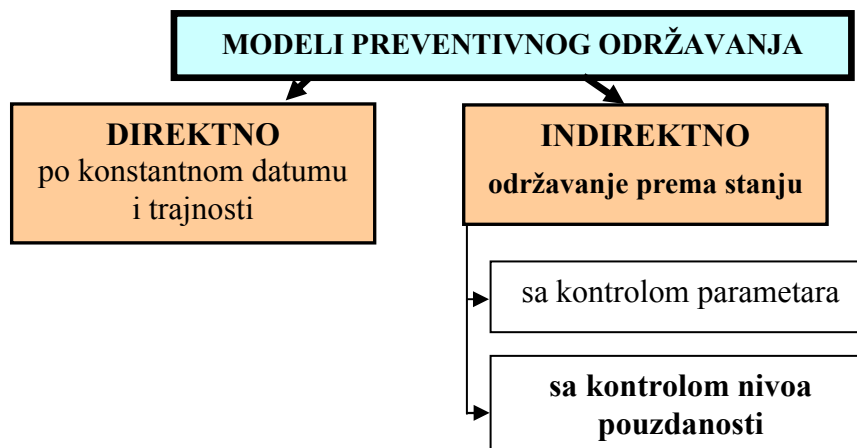 MODELI PREVENTIVNOG ODRŽAVANJA
DIREKTNO
po konstantnom datumu
i trajnosti
INDIREKTNO
održavanje prema stanju
sa kontrolom parametara
sa kontrolom nivoa
pouzdanosti